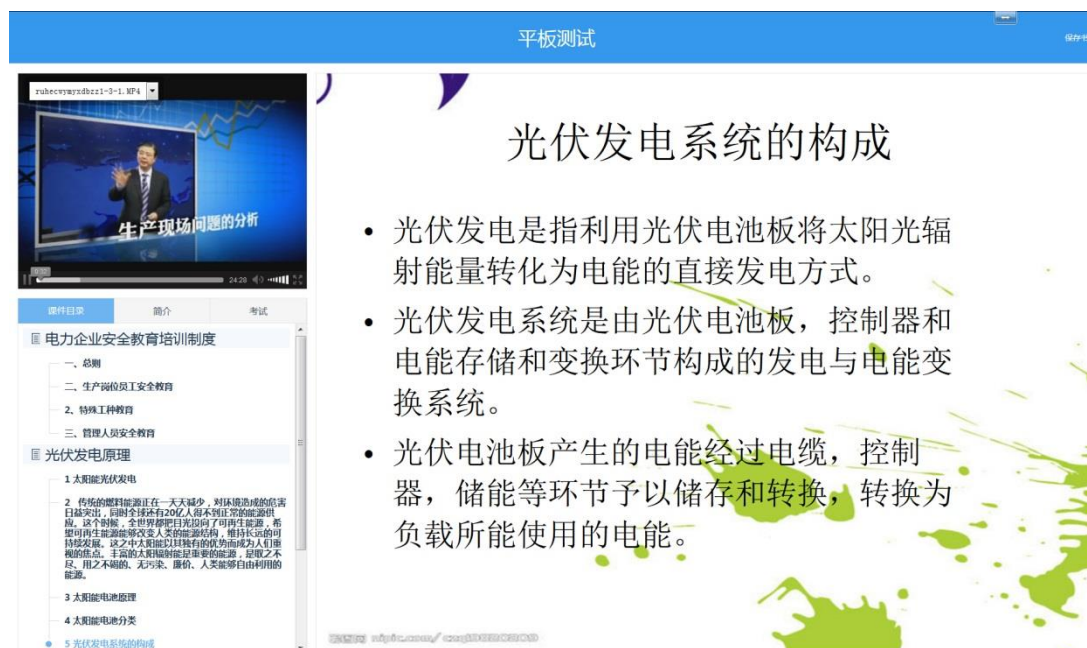 平板测试
保存
ruhecwymyxdbzz1-3-1.MP4
生产现场问题的分析
0:02
24:28
课件目录
简介
考试
电力企业安全教育培训制度
一、总则
二、生产岗位员工安全教育
2、特殊工种教育
三、管理人员安全教育
光伏发电原理
1 太阳能光伏发电
2 传统的燃料能源正在一天天减少，对环境造成的危害
日益突出，同时全球还有20亿人得不到正常的能源供
应。这个时候，全世界都把目光投向了可再生能源，希
望可再生能源能够改变人类的能源结构，维持长远的可
持续发展。这之中太阳能以其独有的优势而成为人们重
视的焦点。丰富的太阳辐射能是重要的能源，是取之不
尽、用之不竭的、无污染、廉价、人类能够自由利用的
能源。
3 太阳能电池原理
4 太阳能电池分类
5 光伏发电系统的构成
光伏发电系统的构成
• 光伏发电是指利用光伏电池板将太阳光辐
射能量转化为电能的直接发电方式。
• 光伏发电系统是由光伏电池板，控制器和
电能存储和变换环节构成的发电与电能变
换系统。
• 光伏电池板产生的电能经过电缆，控制
器，储能等环节予以储存和转换，转换为
负载所能使用的电能。
nipic.com/